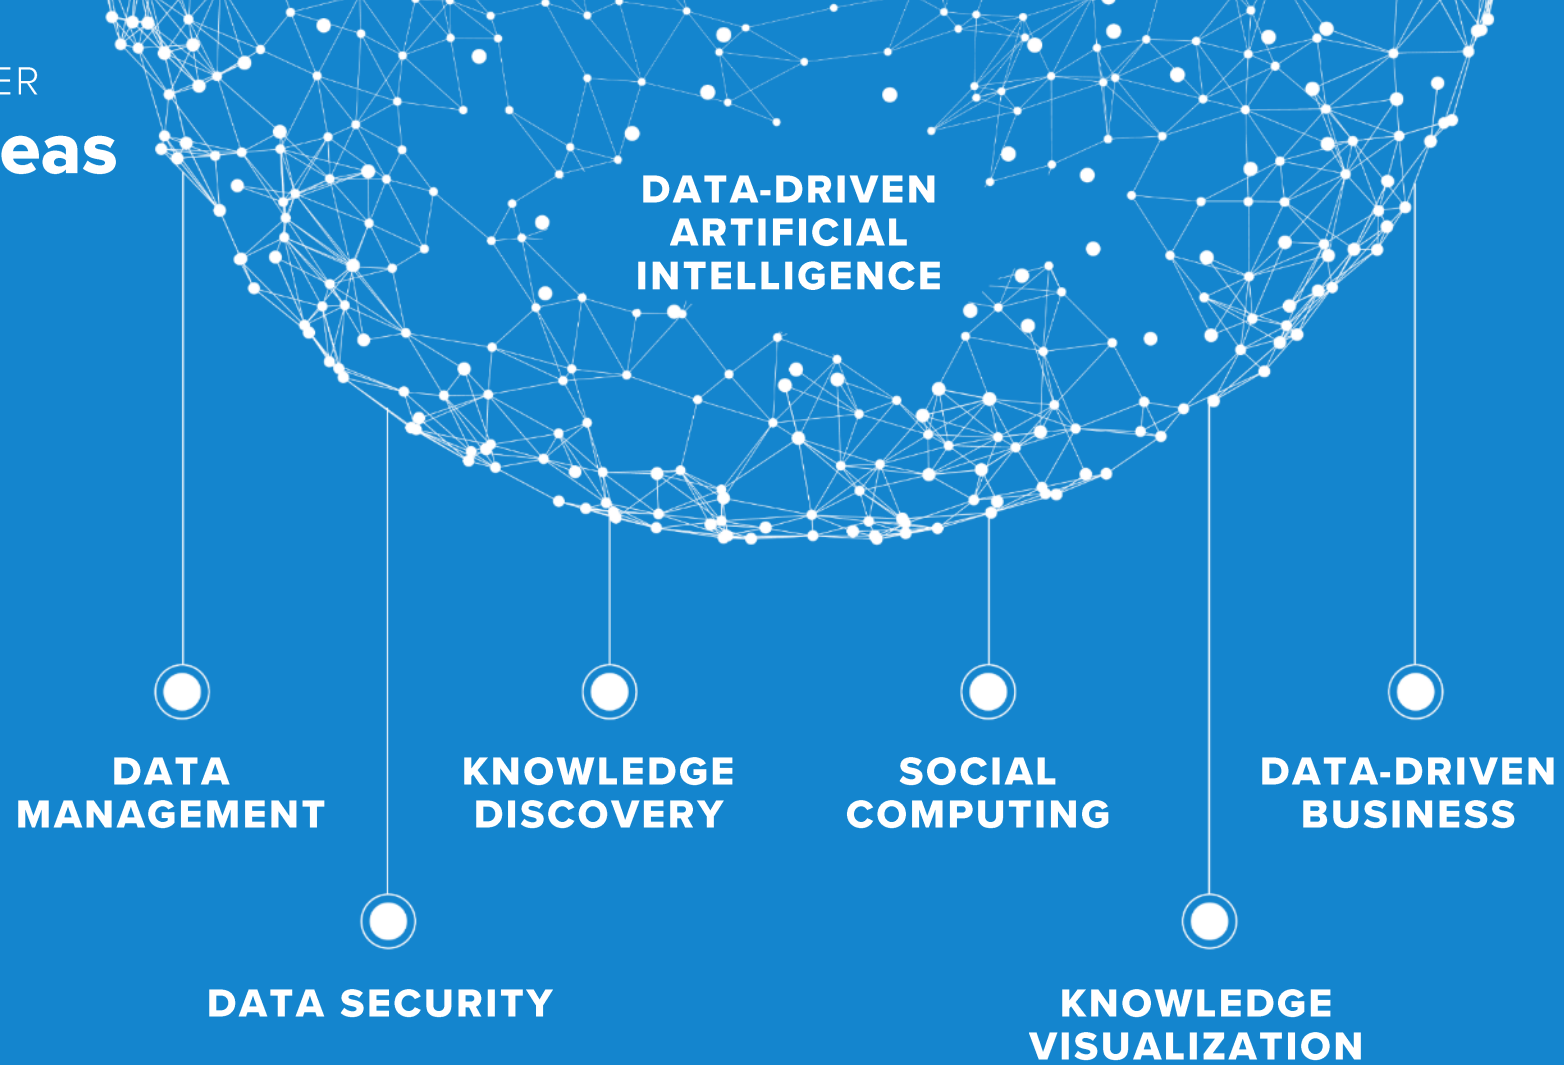 ER
eas
DATA-DRIVEN
ARTIFICIAL
INTELLIGENCE
DATA
MANAGEMENT
KNOWLEDGE
DISCOVERY
SOCIAL
COMPUTING
DATA-DRIVEN
BUSINESS
DATA SECURITY
KNOWLEDGE
VISUALIZATION